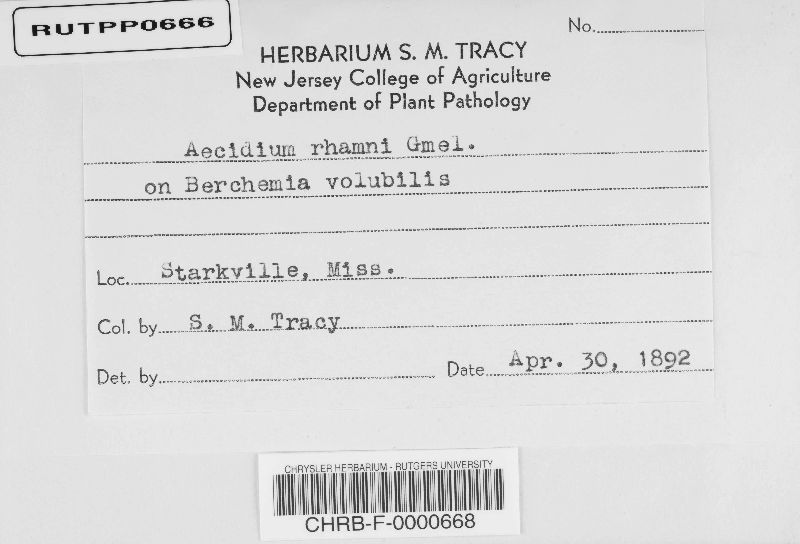 RUTPP0666
No.
HERBARIUM S. M. TRACY
New Jersey College of Agriculture
Department of Plant Pathology
Aecidium rhamni Gmel.
on Berchemia volubilis
Loc. Starkville, Miss.
Col. by S. M. Tracy
Det. by
Date Apr. 30, 1892
CHRYSLER HERBARIUM - RUTGERS UNIVERSITY
CHRB-F-0000668